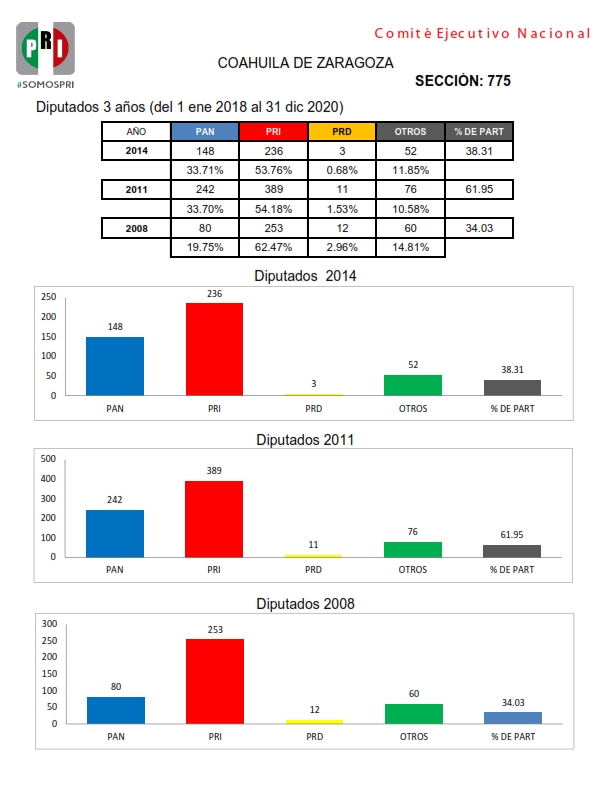 PRI
#SOMOSPRI
Comité Ejecutivo Nacional
COAHUILA DE ZARAGOZA
SECCIÓN: 775
Diputados 3 años (del 1 ene 2018 al 31 dic 2020)
AÑO PAN PRI PRD OTROS % DE PART
2014 148 236 3 52 38.31
33.71% 53.76% 0.68% 11.85%
2011 242 389 11 76 61.95
33.70% 54.18% 1.53% 10.58%
2008 80 253 12 60 34.03
19.75% 62.47% 2.96% 14.81%
Diputados 2014
250
200
150
100
50
0
148
236
3
52
38.31
PAN PRI PRD OTROS % DE PART
Diputados 2011
500
400
300
200
100
0
242
389
11
76
61.95
PAN PRI PRD OTROS % DE PART
Diputados 2008
300
250
200
150
100
50
0
80
253
12
60
34.03
PAN PRI PRD OTROS % DE PART